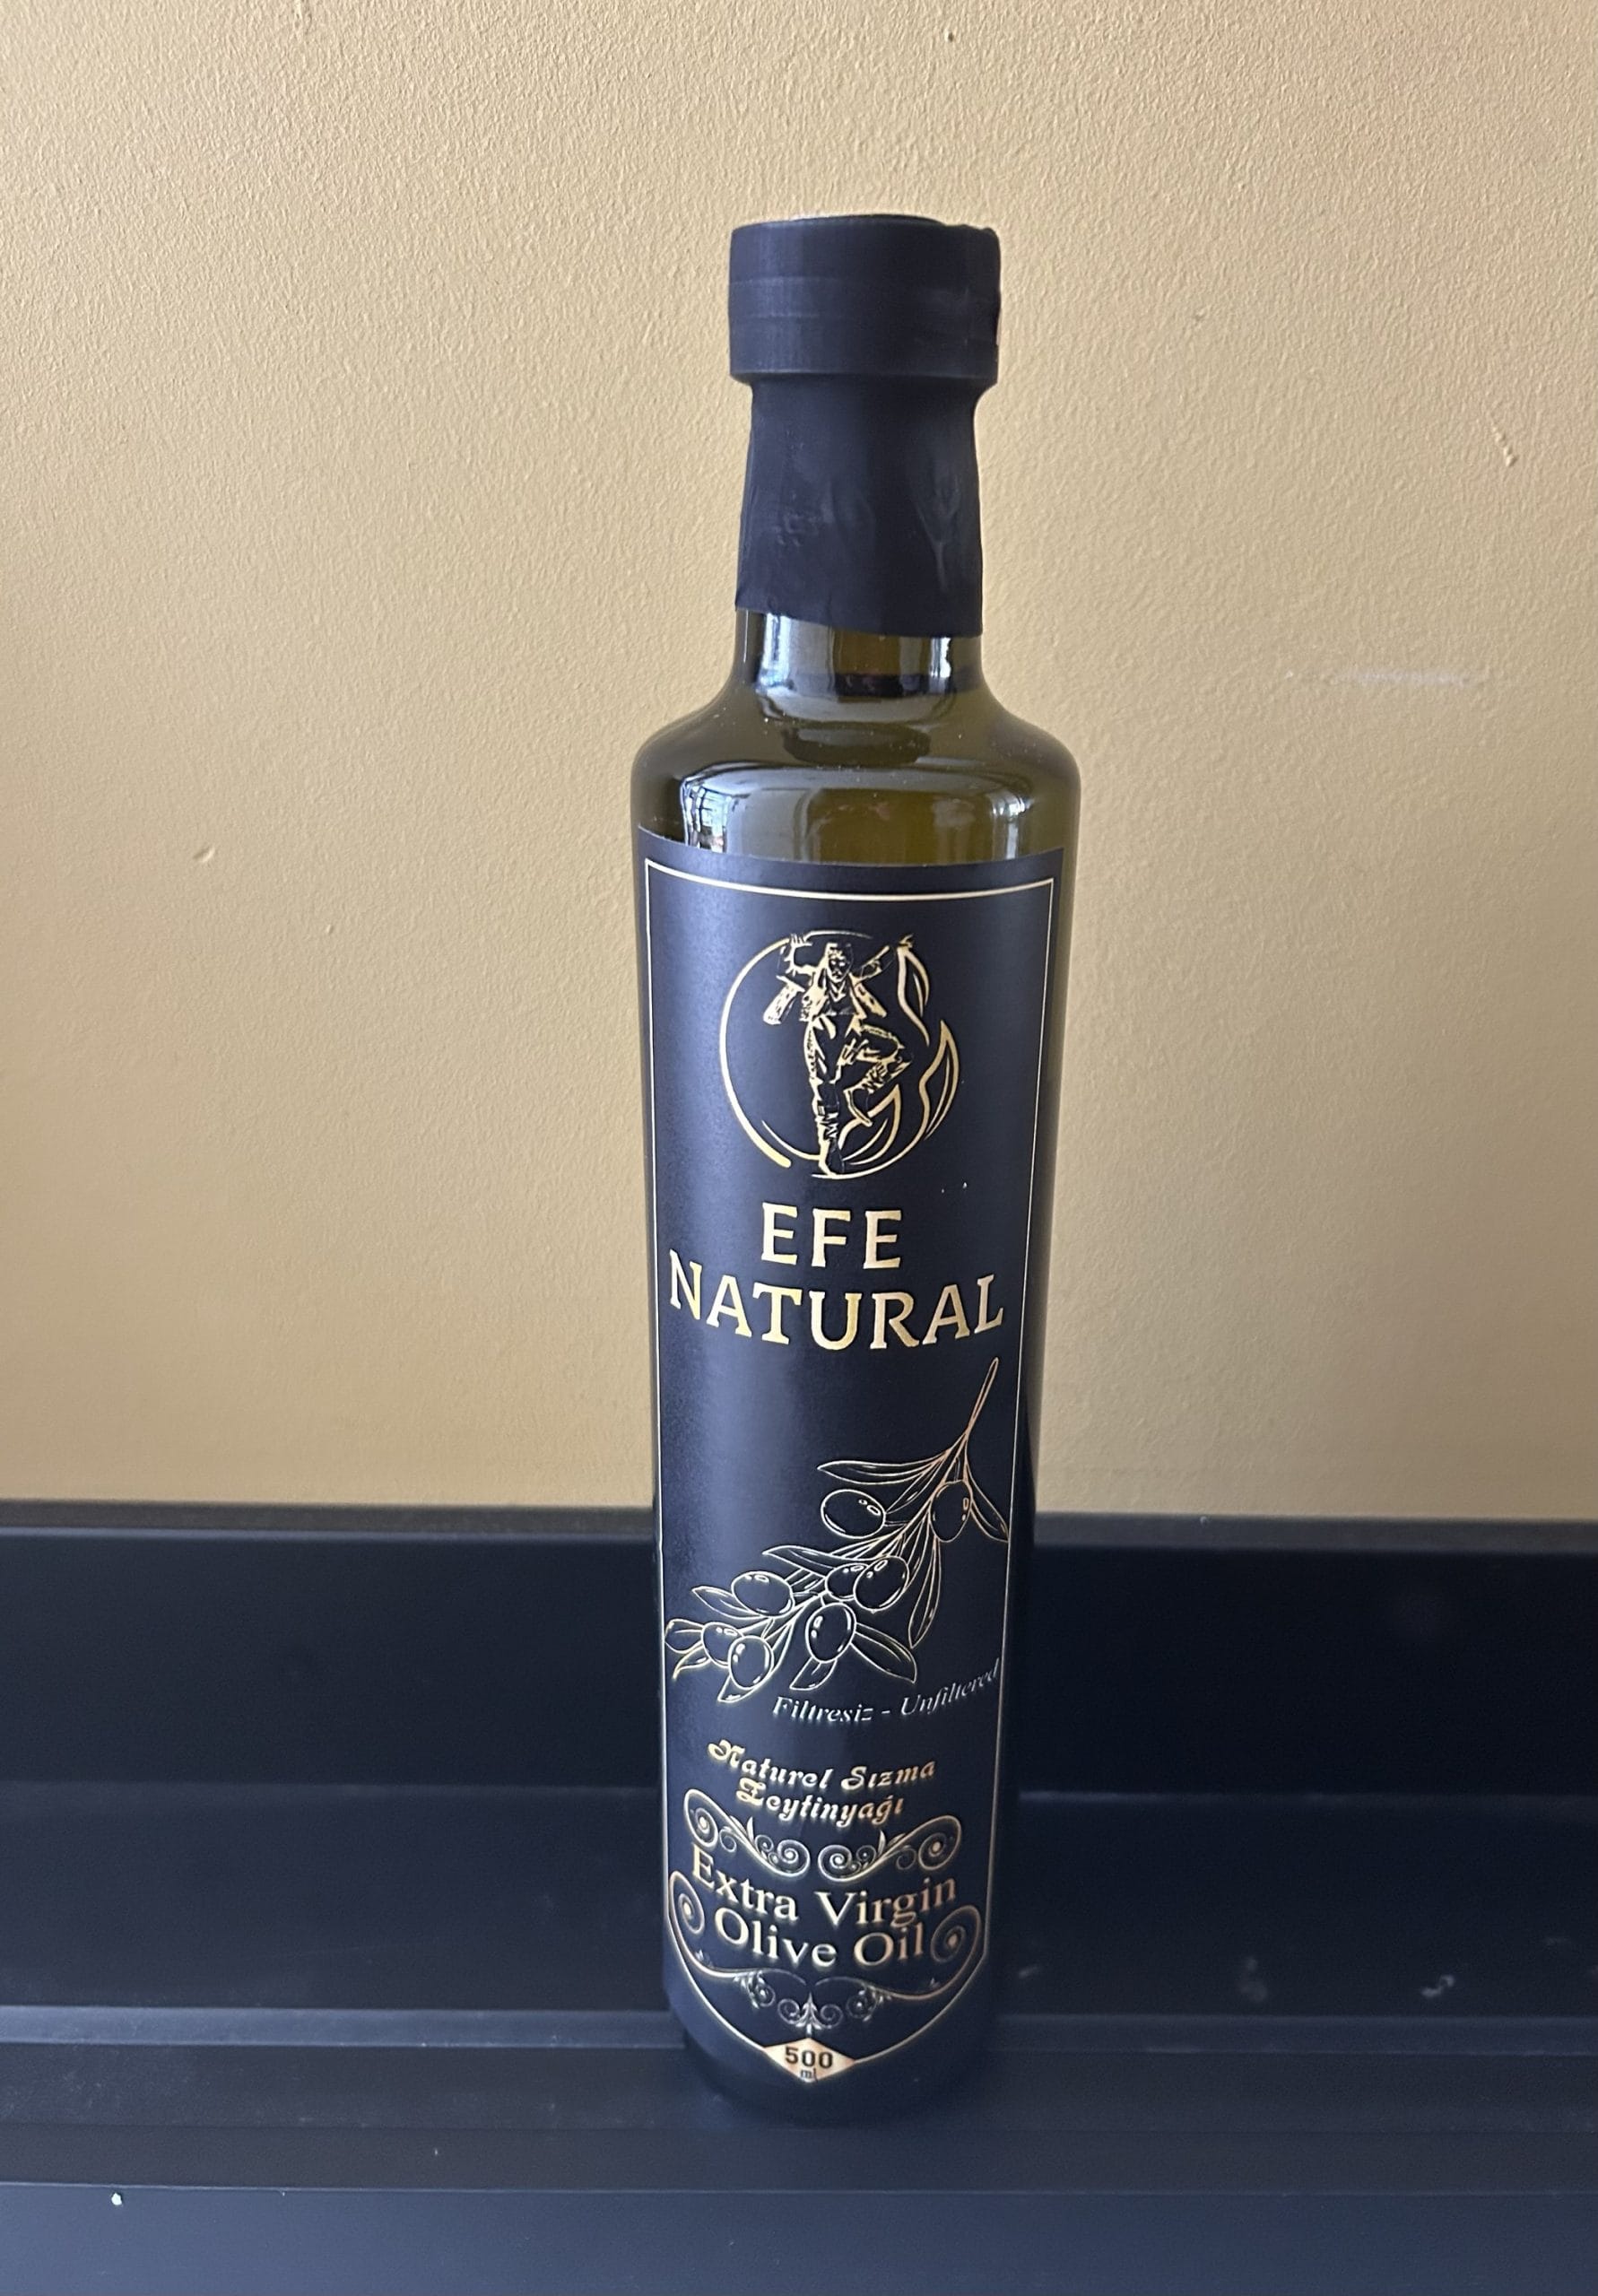 EFE
NATURAL
Filtresiz - Unfiltered
Naturel Sızma
Zeytinyağı
Extra Virgin
Olive Oil
500
ml